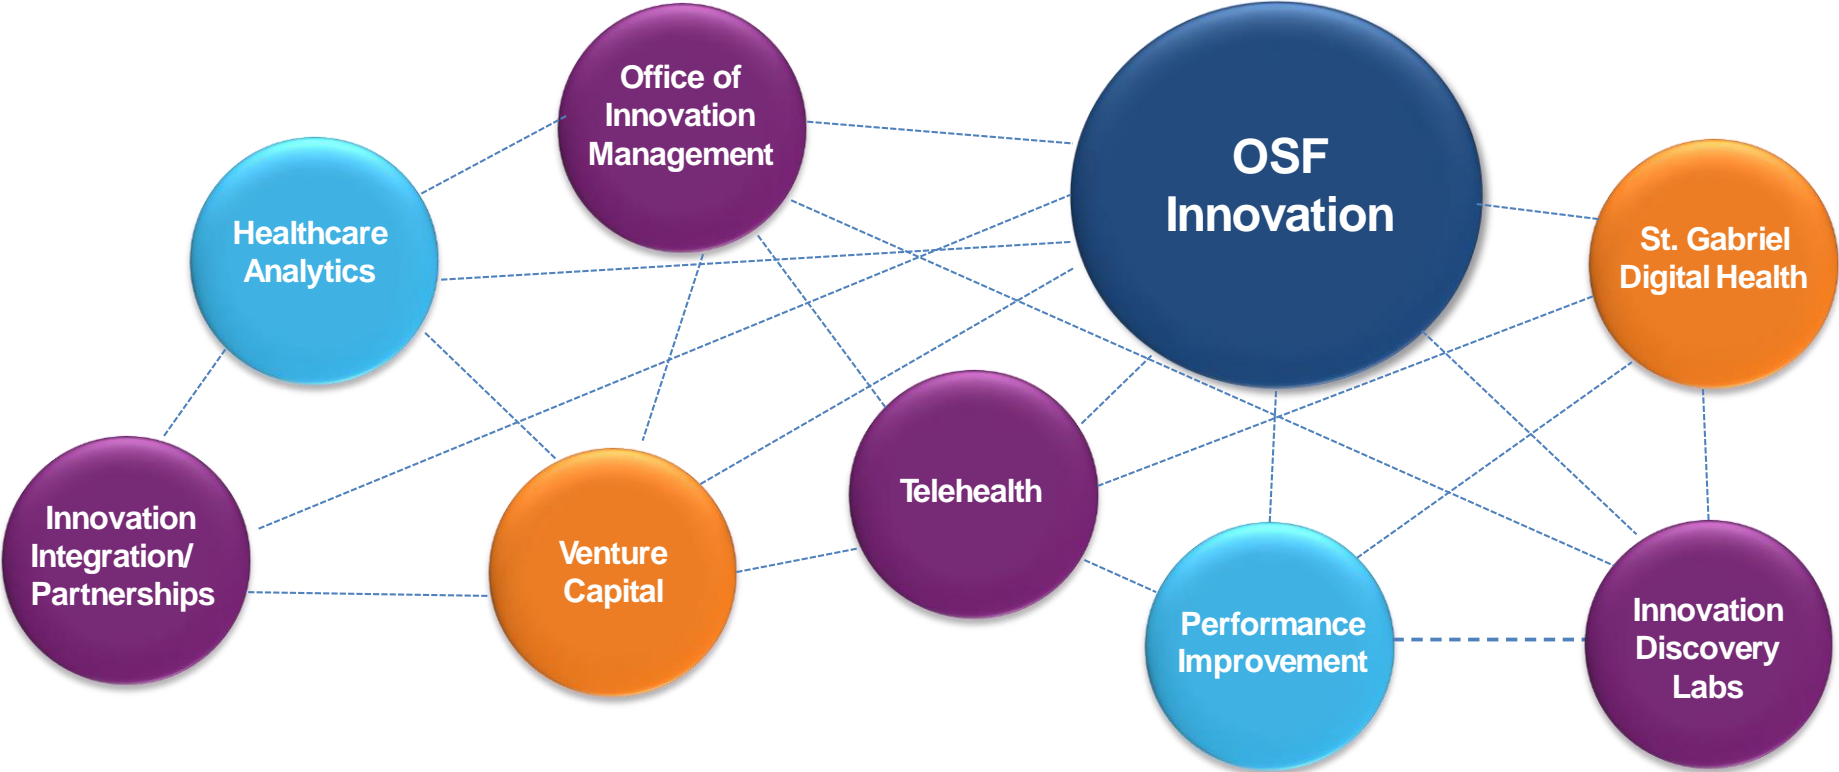 Office of
Innovation
Management
OSF
Innovation
Healthcare
Analytics
St. Gabriel
Digital Health
Innovation
Integration/
Partnerships
Venture
Capital
Telehealth
Performance
Improvement
Innovation
Discovery
Labs